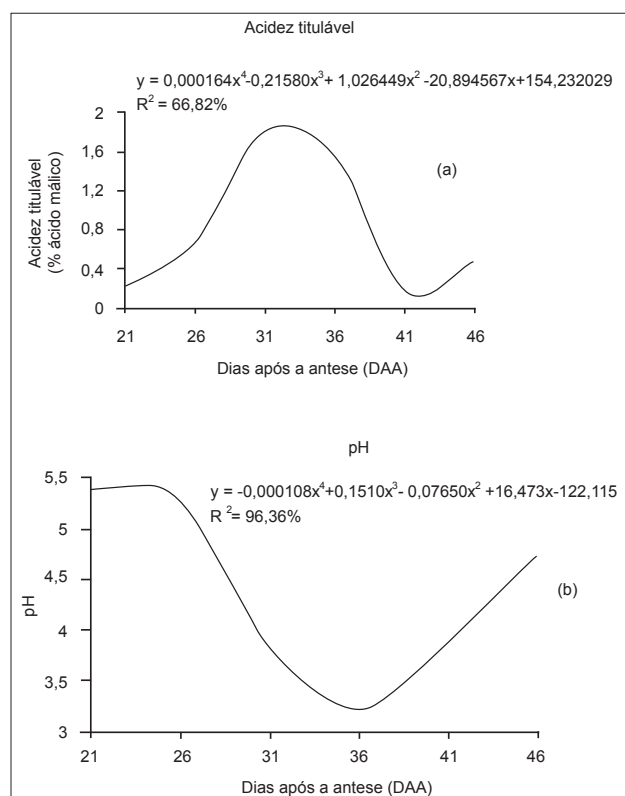 Acidez titulável
y = 0,000164x⁴-0,21580x³+ 1,026449x² -20,894567x+154,232029
R² = 66,82%
2
1,6
1,2
0,8
0,4
0
Acidez titulável
(% ácido málico)
(a)
21 26 31 36 41 46
Dias após a antese (DAA)
pH
y = -0,000108x⁴+0,1510x³- 0,07650x² +16,473x-122,115
R ²= 96,36%
5,5
5
4,5
4
3,5
3
pH
(b)
21 26 31 36 41 46
Dias após a antese (DAA)